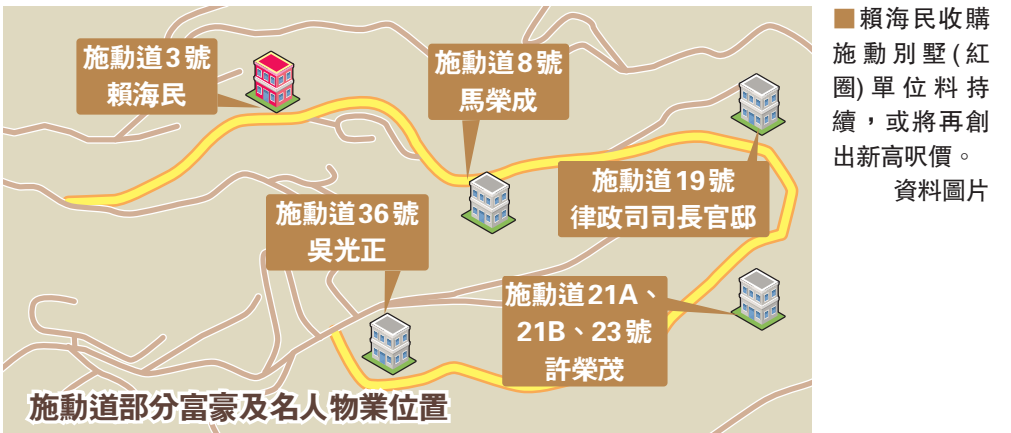 施勳道3號
賴海民
施勳道8號
馬榮成
施勳道19號
律政司司長官邸
施勳道36號
吳光正
施勳道21A、
21B、23號
許榮茂
施勳道部分富豪及名人物業位置
■賴海民收購
施勳別墅(紅
圈)單位料持
續，或將再創
出新高呎價。
資料圖片